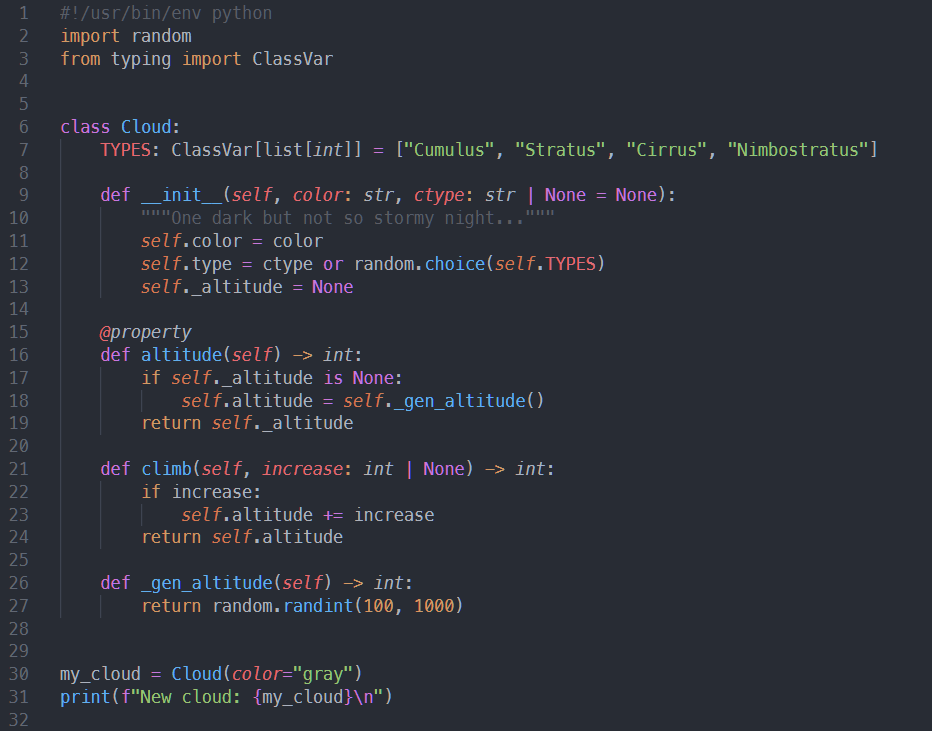 1 #!/usr/bin/env python
2 import random
3 from typing import ClassVar
4
5
6 class Cloud:
7     TYPES: ClassVar[list[int]] = ["Cumulus", "Stratus", "Cirrus", "Nimbostratus"]
8
9     def __init__(self, color: str, ctype: str | None = None):
10         """One dark but not so stormy night..."""
11         self.color = color
12         self.type = ctype or random.choice(self.TYPES)
13         self._altitude = None
14
15     @property
16     def altitude(self) -> int:
17         if self._altitude is None:
18             self.altitude = self._gen_altitude()
19         return self._altitude
20
21     def climb(self, increase: int | None) -> int:
22         if increase:
23             self.altitude += increase
24         return self.altitude
25
26     def _gen_altitude(self) -> int:
27         return random.randint(100, 1000)
28
29
30 my_cloud = Cloud(color="gray")
31 print(f"New cloud: {my_cloud}\n")
32